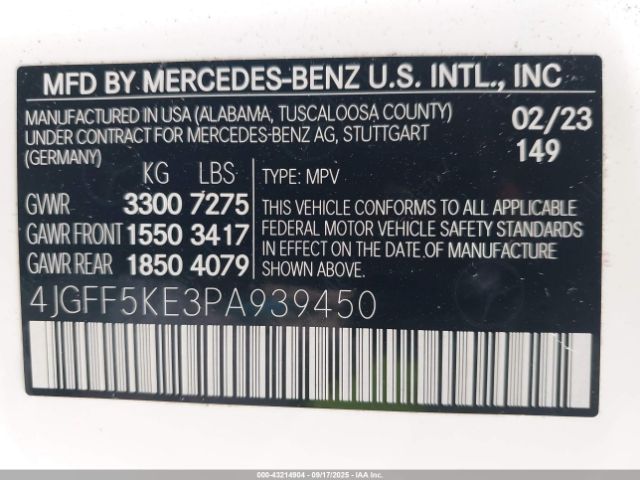 MFD BY MERCEDES-BENZ U.S. INTL., INC
MANUFACTURED IN USA (ALABAMA, TUSCALOOSA COUNTY)
UNDER CONTRACT FOR MERCEDES-BENZ AG, STUTTGART
(GERMANY)
02/23
149
KG LBS
GWR 3300 7275
GAWR FRONT 1550 3417
GAWR REAR 1850 4079
TYPE: MPV
THIS VEHICLE CONFORMS TO ALL APPLICABLE
FEDERAL MOTOR VEHICLE SAFETY STANDARDS
IN EFFECT ON THE DATE OF MANUFACTURE
SHOWN ABOVE.
4JGFF5KE3PA939450
000-43214904 - 09/17/2025 - IAAI